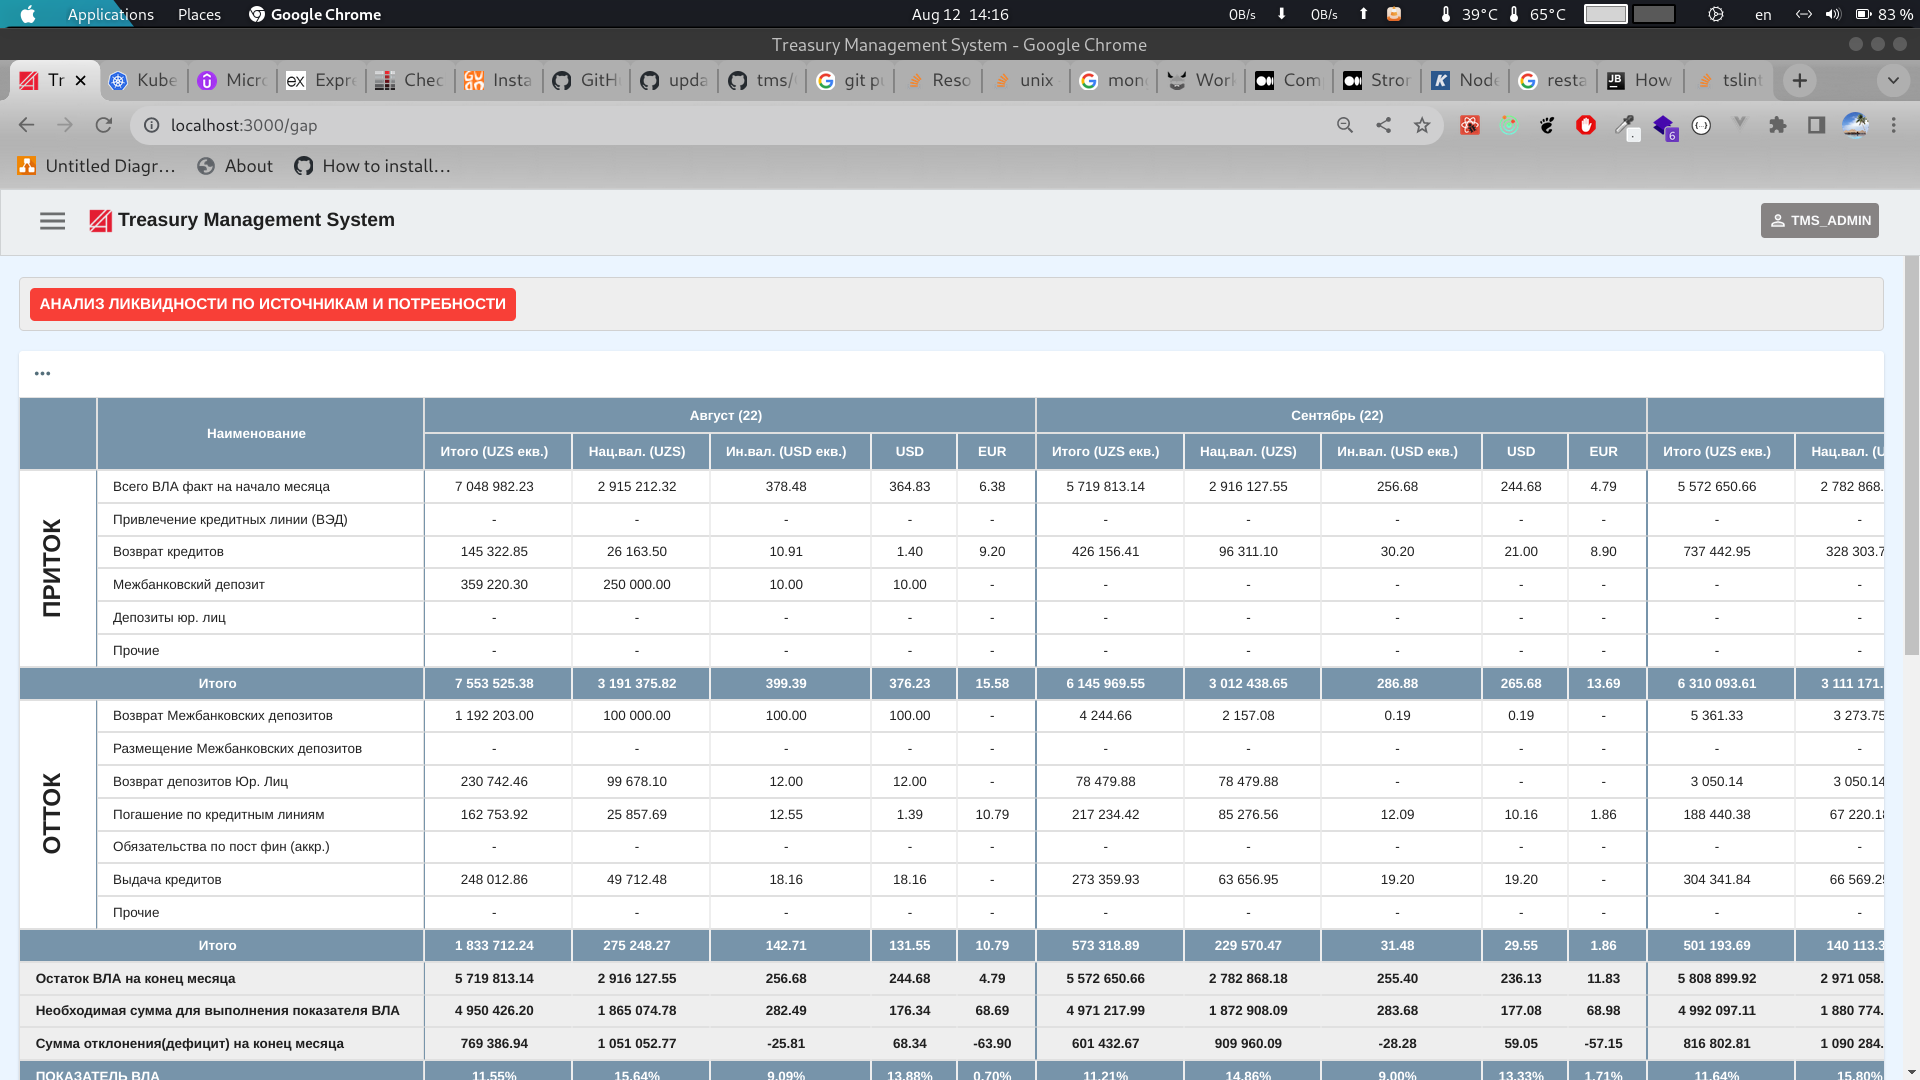 Applications Places Google Chrome Aug 12 14:16 0B/s 0B/s 39°C 65°C en 83 %
Treasury Management System - Google Chrome
Tr Kube Micro Expre Chec Insta GitH upda tms/ git p Reso unix mon Work Com Stror Node resta How tslint
localhost:3000/gap
6
Untitled Diagr… About How to install…
Treasury Management System TMS_ADMIN
АНАЛИЗ ЛИКВИДНОСТИ ПО ИСТОЧНИКАМ И ПОТРЕБНОСТИ
Наименование Август (22) Сентябрь (22)
Итого (UZS екв.) Нац.вал. (UZS) Ин.вал. (USD екв.) USD EUR Итого (UZS екв.) Нац.вал. (UZS) Ин.вал. (USD екв.) USD EUR Итого (UZS екв.) Нац.вал. (U
ПРИТОК
Всего ВЛА факт на начало месяца 7 048 982.23 2 915 212.32 378.48 364.83 6.38 5 719 813.14 2 916 127.55 256.68 244.68 4.79 5 572 650.66 2 782 868.
Привлечение кредитных линии (ВЭД) - - - - - - - - - - - -
Возврат кредитов 145 322.85 26 163.50 10.91 1.40 9.20 426 156.41 96 311.10 30.20 21.00 8.90 737 442.95 328 303.7
Межбанковский депозит 359 220.30 250 000.00 10.00 10.00 - - - - - - - -
Депозиты юр. лиц - - - - - - - - - - - -
Прочие - - - - - - - - - - - -
Итого 7 553 525.38 3 191 375.82 399.39 376.23 15.58 6 145 969.55 3 012 438.65 286.88 265.68 13.69 6 310 093.61 3 111 171.
ОТТОК
Возврат Межбанковских депозитов 1 192 203.00 100 000.00 100.00 100.00 - 4 244.66 2 157.08 0.19 0.19 - 5 361.33 3 273.75
Размещение Межбанковских депозитов - - - - - - - - - - - -
Возврат депозитов Юр. Лиц 230 742.46 99 678.10 12.00 12.00 - 78 479.88 78 479.88 - - - 3 050.14 3 050.14
Погашение по кредитным линиям 162 753.92 25 857.69 12.55 1.39 10.79 217 234.42 85 276.56 12.09 10.16 1.86 188 440.38 67 220.18
Обязательства по пост фин (аккр.) - - - - - - - - - - - -
Выдача кредитов 248 012.86 49 712.48 18.16 18.16 - 273 359.93 63 656.95 19.20 19.20 - 304 341.84 66 569.25
Прочие - - - - - - - - - - - -
Итого 1 833 712.24 275 248.27 142.71 131.55 10.79 573 318.89 229 570.47 31.48 29.55 1.86 501 193.69 140 113.3
Остаток ВЛА на конец месяца 5 719 813.14 2 916 127.55 256.68 244.68 4.79 5 572 650.66 2 782 868.18 255.40 236.13 11.83 5 808 899.92 2 971 058.
Необходимая сумма для выполнения показателя ВЛА 4 950 426.20 1 865 074.78 282.49 176.34 68.69 4 971 217.99 1 872 908.09 283.68 177.08 68.98 4 992 097.11 1 880 774.
Сумма отклонения(дефицит) на конец месяца 769 386.94 1 051 052.77 -25.81 68.34 -63.90 601 432.67 909 960.09 -28.28 59.05 -57.15 816 802.81 1 090 284.
ПОКАЗАТЕЛЬ ВЛА 11.55% 15.64% 9.09% 13.88% 0.70% 11.21% 14.86% 9.00% 13.33% 1.71% 11.64% 15.80%